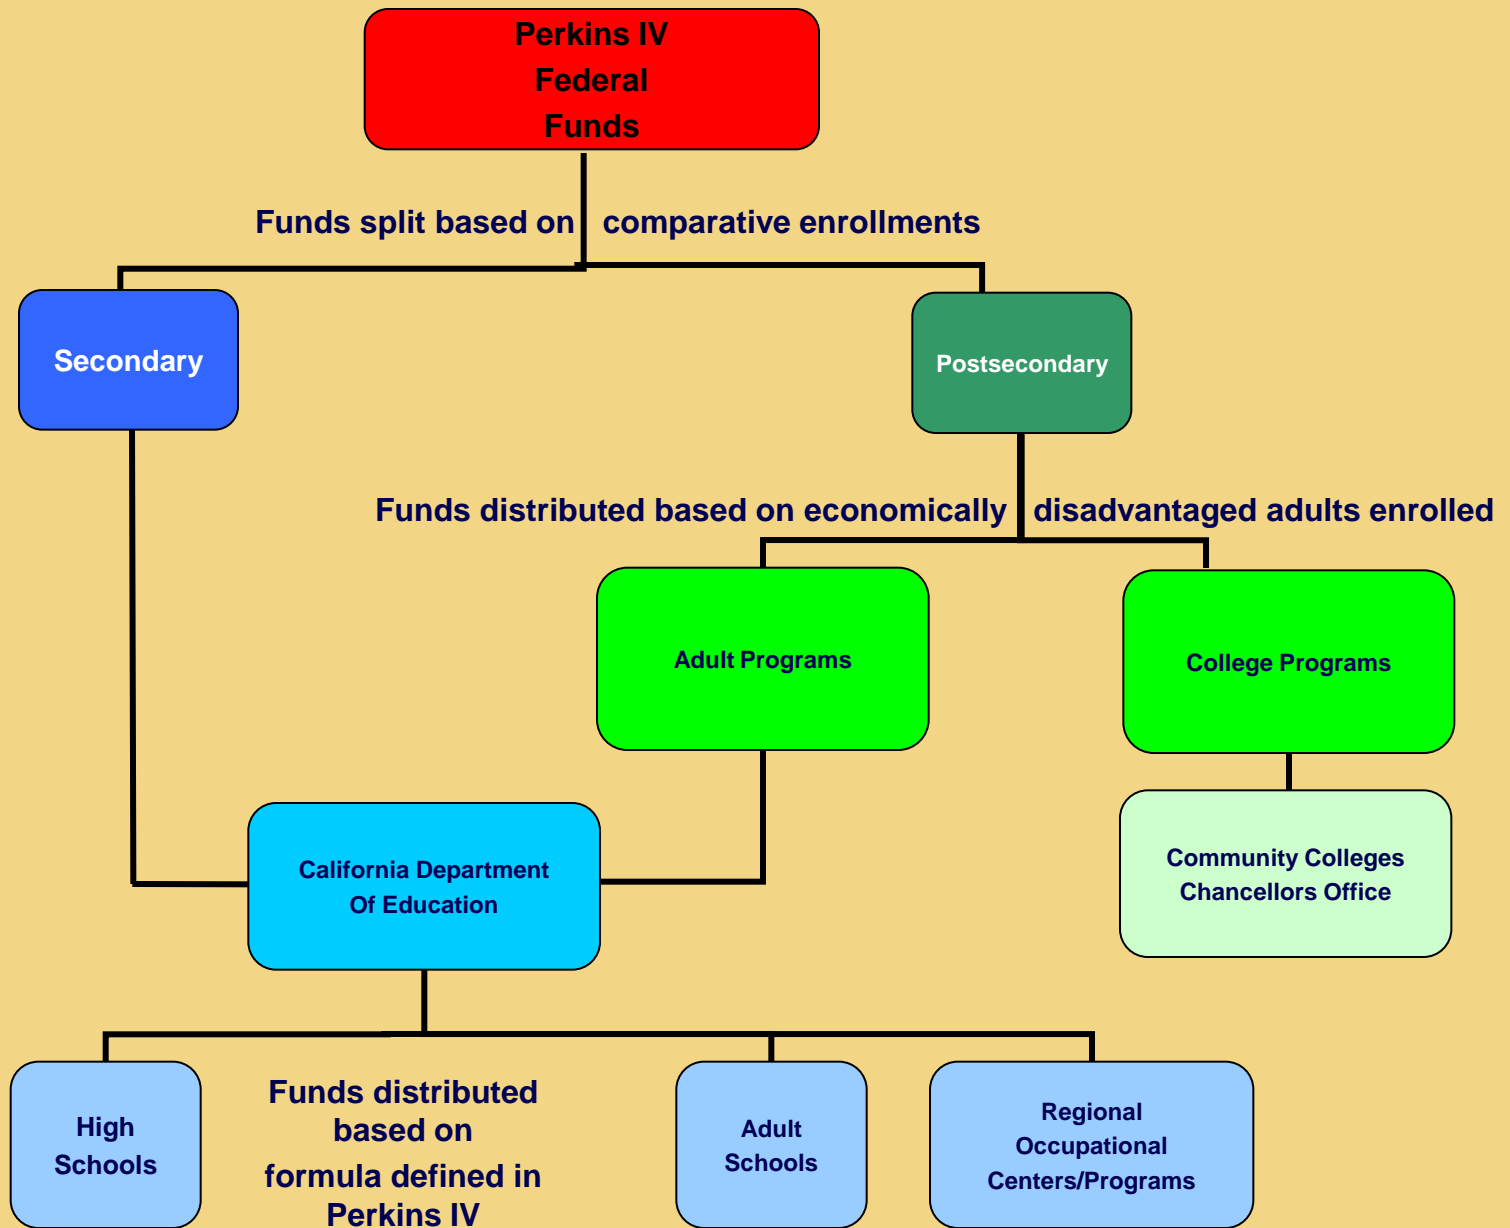 Perkins IV
Federal
Funds
Funds split based on comparative enrollments
Secondary
Postsecondary
Funds distributed based on economically disadvantaged adults enrolled
Adult Programs
College Programs
California Department
Of Education
Community Colleges
Chancellors Office
High
Schools
Funds distributed
based on
formula defined in
Perkins IV
Adult
Schools
Regional
Occupational
Centers/Programs